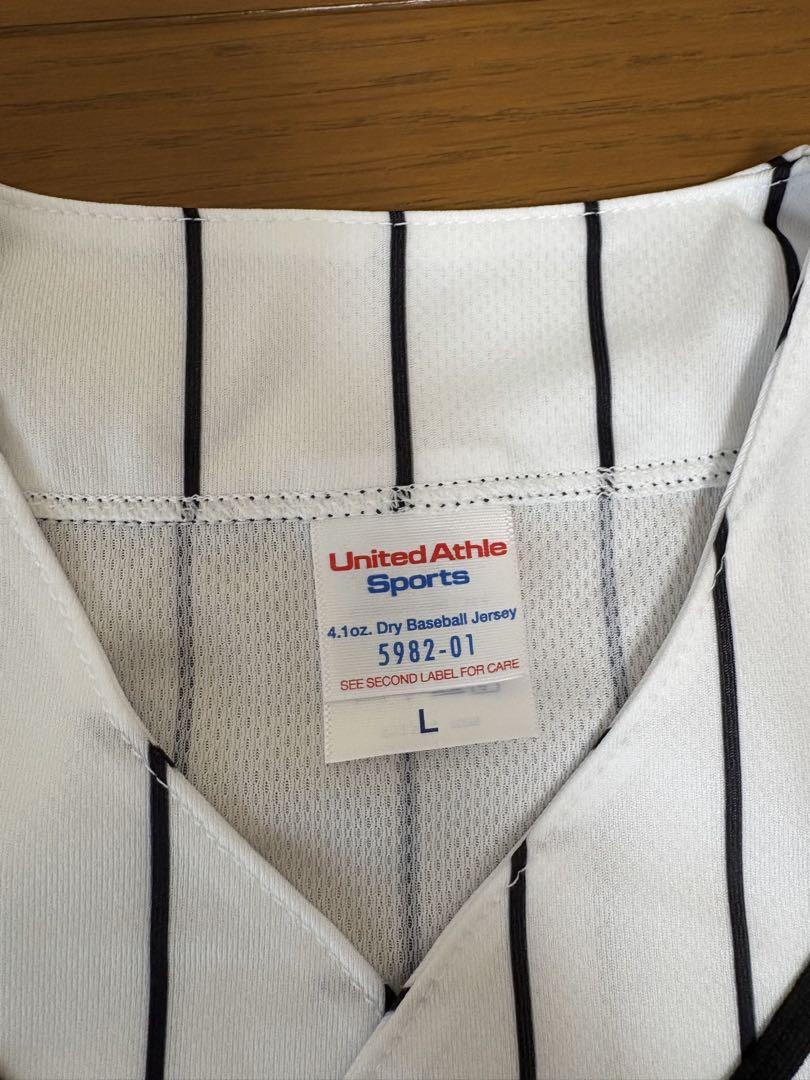 United Athle
Sports
4.1oz. Dry Baseball Jersey
5982-01
SEE SECOND LABEL FOR CARE
L